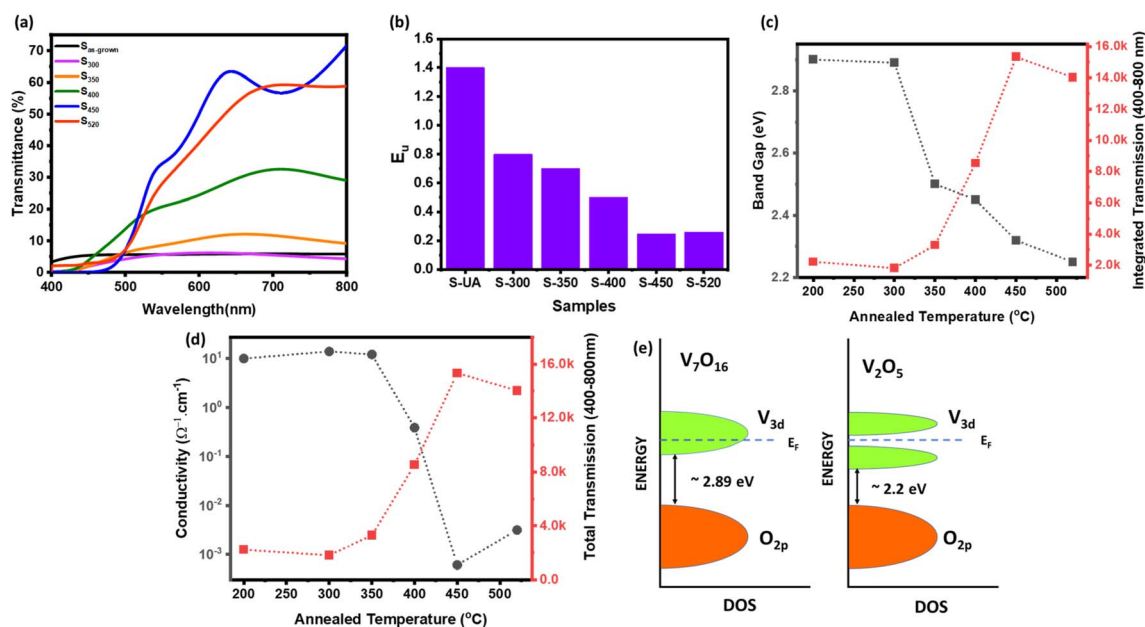 (a)
S_as-grown
S_300
S_350
S_400
S_450
S_520
70
60
50
40
30
20
10
0
Transmittance (%)
400 500 600 700 800
Wavelength(nm)
(b)
1.6
1.4
1.2
1.0
0.8
0.6
0.4
0.2
0.0
E_u
S-UA S-300 S-350 S-400 S-450 S-520
Samples
(c)
2.8
2.6
2.4
2.2
Band Gap (eV)
200 250 300 350 400 450 500
Annealed Temperature (°C)
16.0k
14.0k
12.0k
10.0k
8.0k
6.0k
4.0k
2.0k
Integrated Transmission (400-800 nm)
(d)
10¹
10⁰
10⁻¹
10⁻²
10⁻³
Conductivity (Ω⁻¹.cm⁻¹)
200 250 300 350 400 450 500
Annealed Temperature (°C)
16.0k
12.0k
8.0k
4.0k
0.0
Total Transmission (400-800nm)
(e)
V₇O₁₆
V_3d
E_F
~ 2.89 eV
O_2p
ENERGY
DOS
V₂O₅
V_3d
E_F
~ 2.2 eV
O_2p
ENERGY
DOS